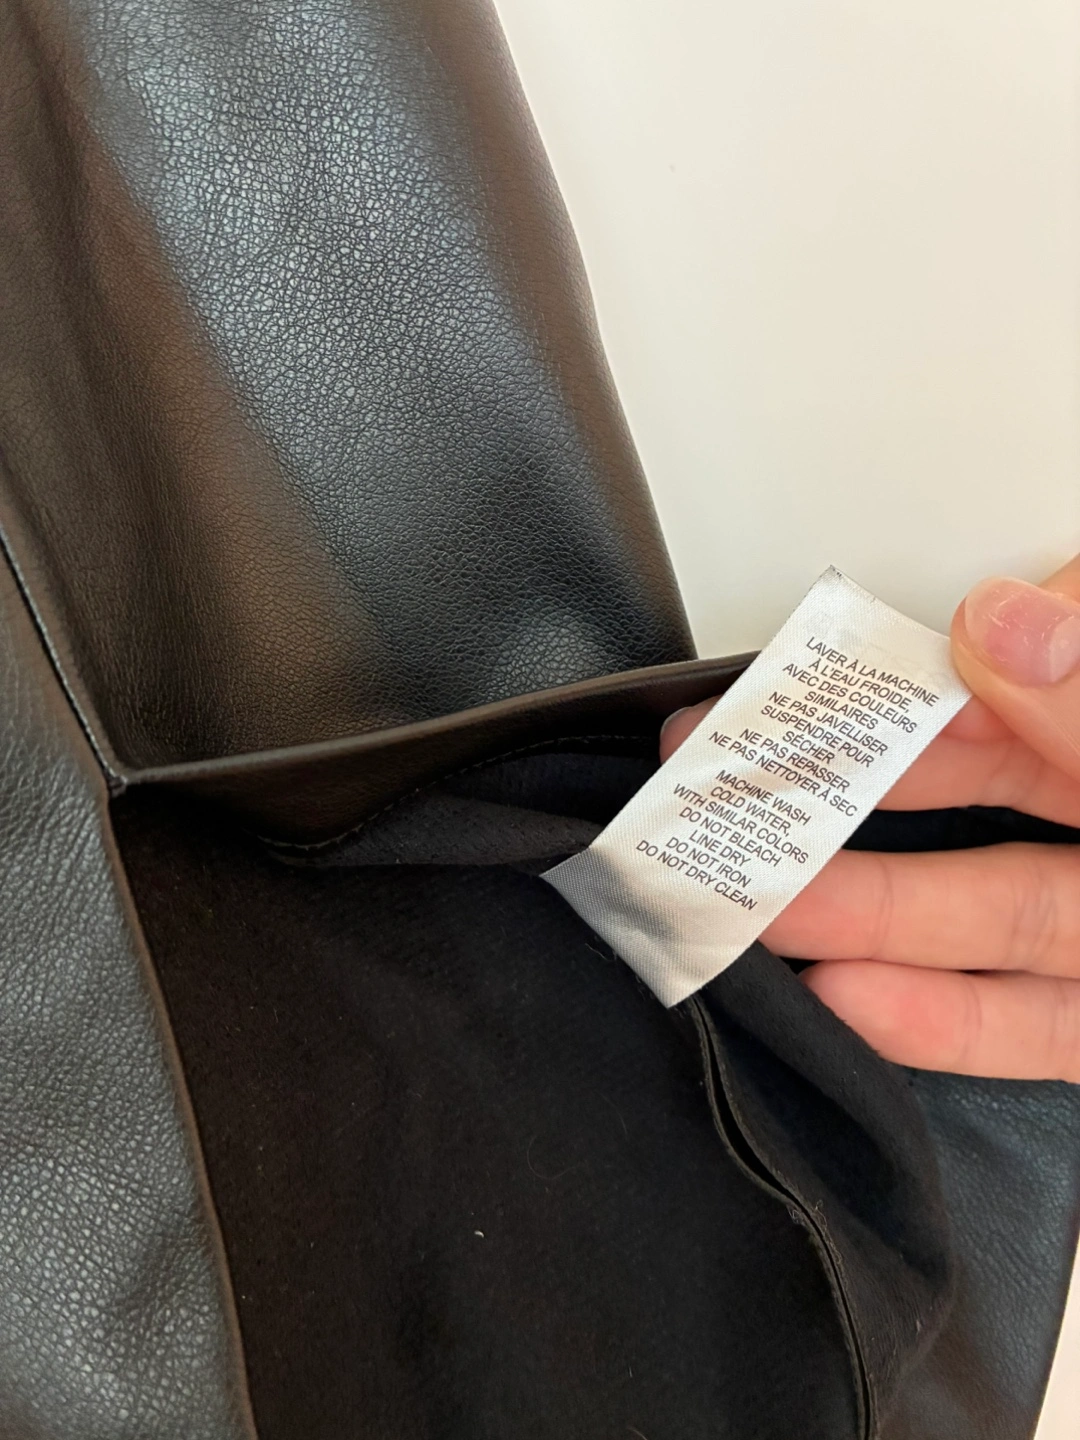 LAVER À LA MACHINE
À L'EAU FROIDE,
AVEC DES COULEURS
SIMILAIRES
NE PAS JAVELLISER
SUSPENDRE POUR
SÉCHER
NE PAS REPASSER
NE PAS NETTOYER À SEC
MACHINE WASH
COLD WATER,
WITH SIMILAR COLORS
DO NOT BLEACH
LINE DRY
DO NOT IRON
DO NOT DRY CLEAN